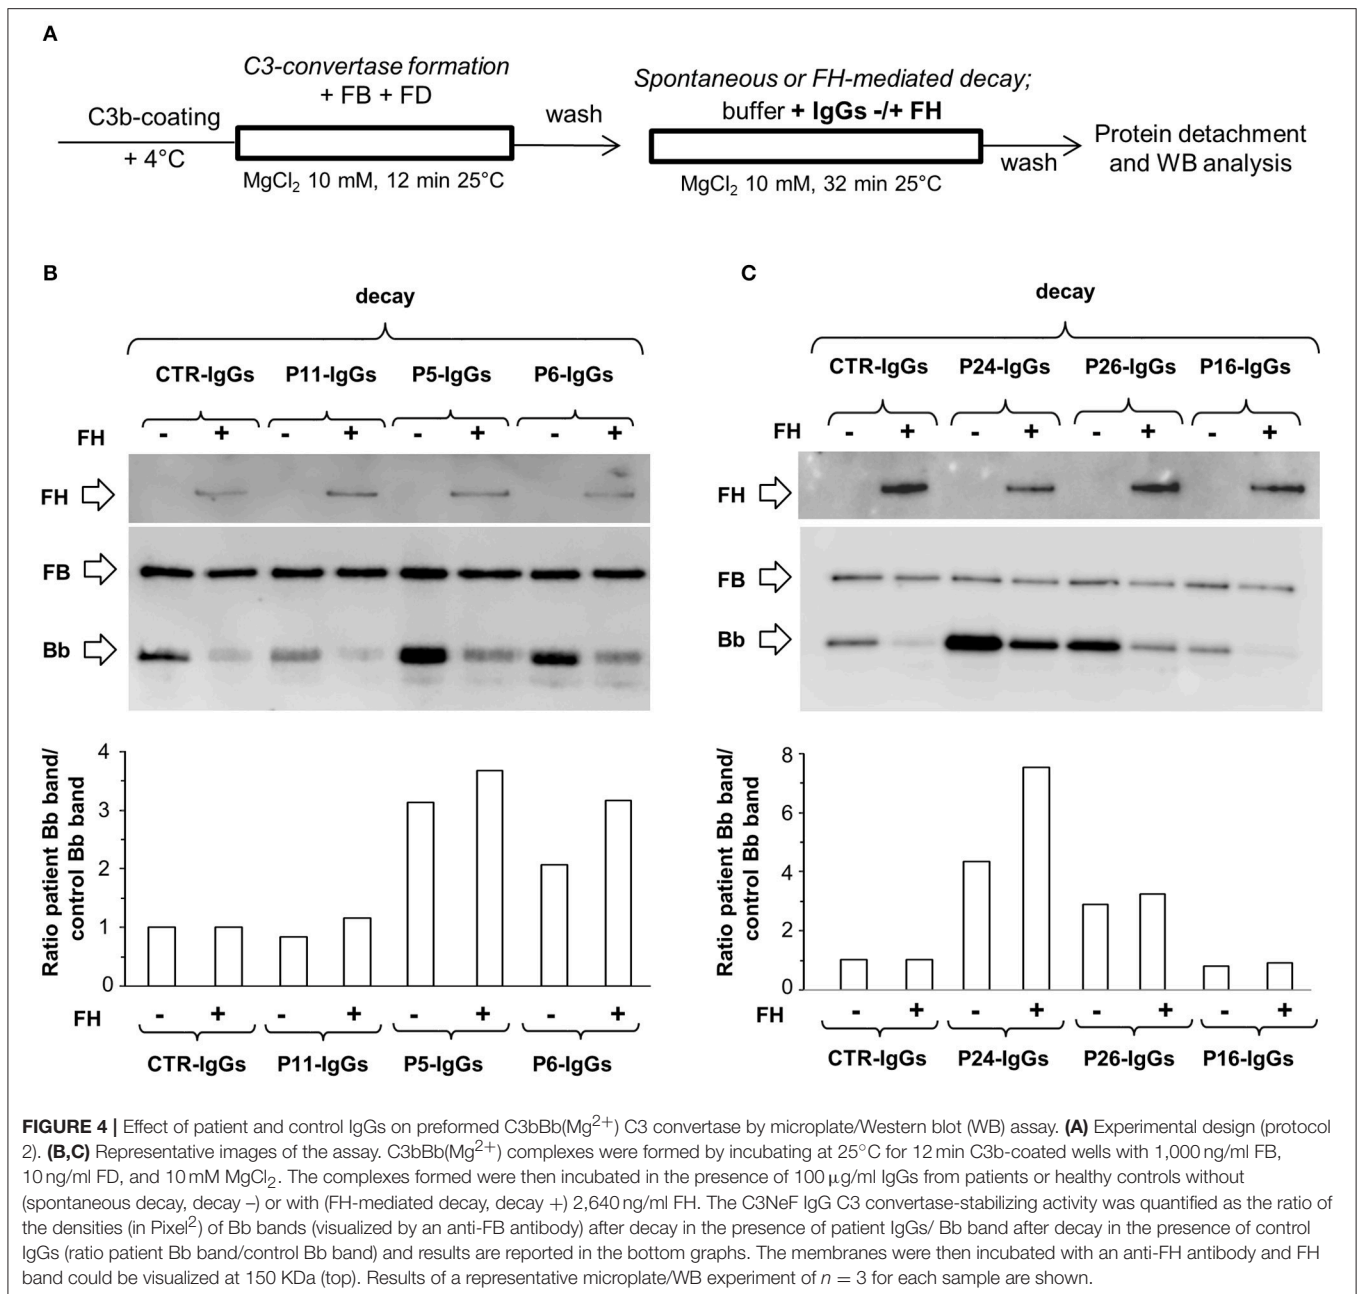 A
C3-convertase formation
+ FB + FD
C3b-coating
+ 4°C
MgCl2 10 mM, 12 min 25°C
wash
Spontaneous or FH-mediated decay;
buffer + IgGs -/+ FH
MgCl2 10 mM, 32 min 25°C
wash
Protein detachment
and WB analysis
B
decay
CTR-IgGs P11-IgGs P5-IgGs P6-IgGs
FH - + - + - + - +
FH
FB
Bb
Ratio patient Bb band/
control Bb band
4
3
2
1
0
FH - + - + - + - +
CTR-IgGs P11-IgGs P5-IgGs P6-IgGs
C
decay
CTR-IgGs P24-IgGs P26-IgGs P16-IgGs
FH - + - + - + - +
FH
FB
Bb
Ratio patient Bb band/
control Bb band
8
6
4
2
0
FH - + - + - + - +
CTR-IgGs P24-IgGs P26-IgGs P16-IgGs
FIGURE 4 | Effect of patient and control IgGs on preformed C3bBb(Mg2+) C3 convertase by microplate/Western blot (WB) assay. (A) Experimental design (protocol
2). (B,C) Representative images of the assay. C3bBb(Mg2+) complexes were formed by incubating at 25°C for 12 min C3b-coated wells with 1,000 ng/ml FB,
10 ng/ml FD, and 10 mM MgCl2. The complexes formed were then incubated in the presence of 100 μg/ml IgGs from patients or healthy controls without
(spontaneous decay, decay –) or with (FH-mediated decay, decay +) 2,640 ng/ml FH. The C3NeF IgG C3 convertase-stabilizing activity was quantified as the ratio of
the densities (in Pixel2) of Bb bands (visualized by an anti-FB antibody) after decay in the presence of patient IgGs/ Bb band after decay in the presence of control
IgGs (ratio patient Bb band/control Bb band) and results are reported in the bottom graphs. The membranes were then incubated with an anti-FH antibody and FH
band could be visualized at 150 KDa (top). Results of a representative microplate/WB experiment of n = 3 for each sample are shown.